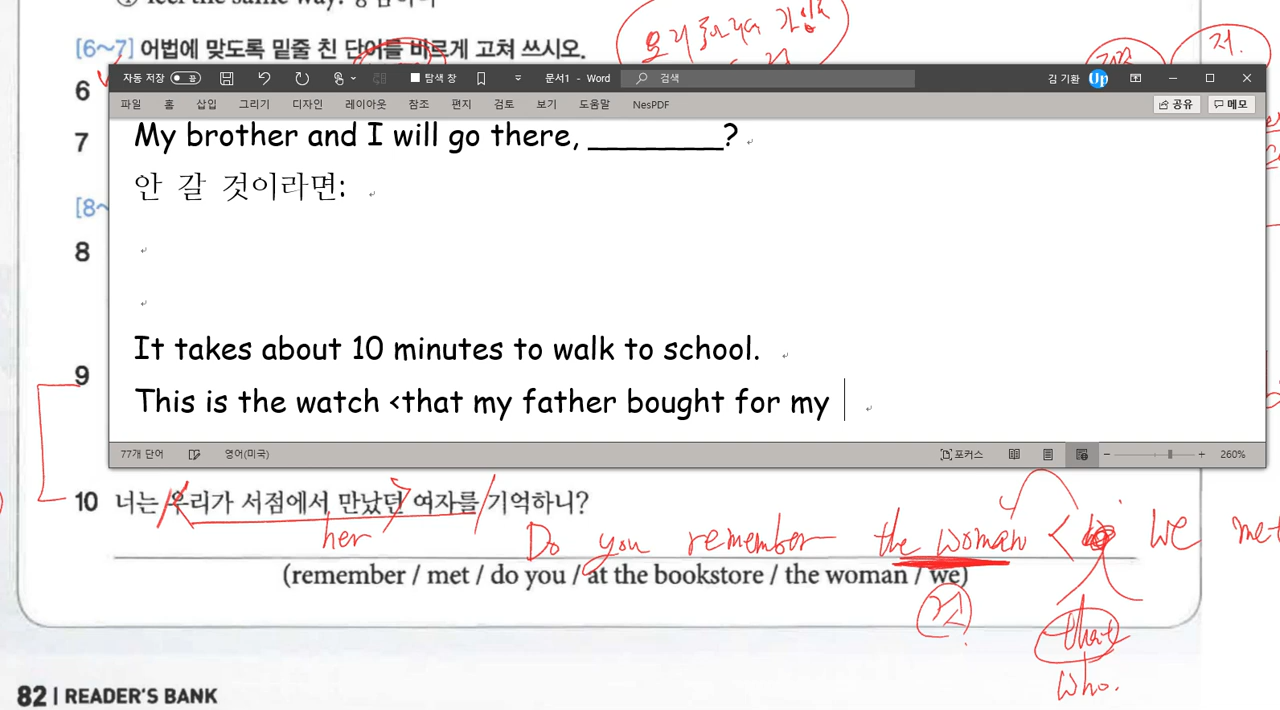 [6~7] 어법에 맞도록 밑줄 친 단어를 바르게 고쳐 쓰시오.
6
자동 저장 문서1 - Word 검색 김 기환 Up
탐색 창
파일 홈 삽입 그리기 디자인 레이아웃 참조 편지 검토 보기 도움말 NesPDF 공유 메모
7
My brother and I will go there, ________?
안 갈 것이라면:
[8~
8
It takes about 10 minutes to walk to school.
9
This is the watch <that my father bought for my
77개 단어 영어(미국) 포커스 260%
10 너는 우리가 서점에서 만났던 여자를 기억하니?
her
Do you remember the woman < we met
(remember / met / do you / at the bookstore / the woman / we)
that
who.
82 | READER'S BANK